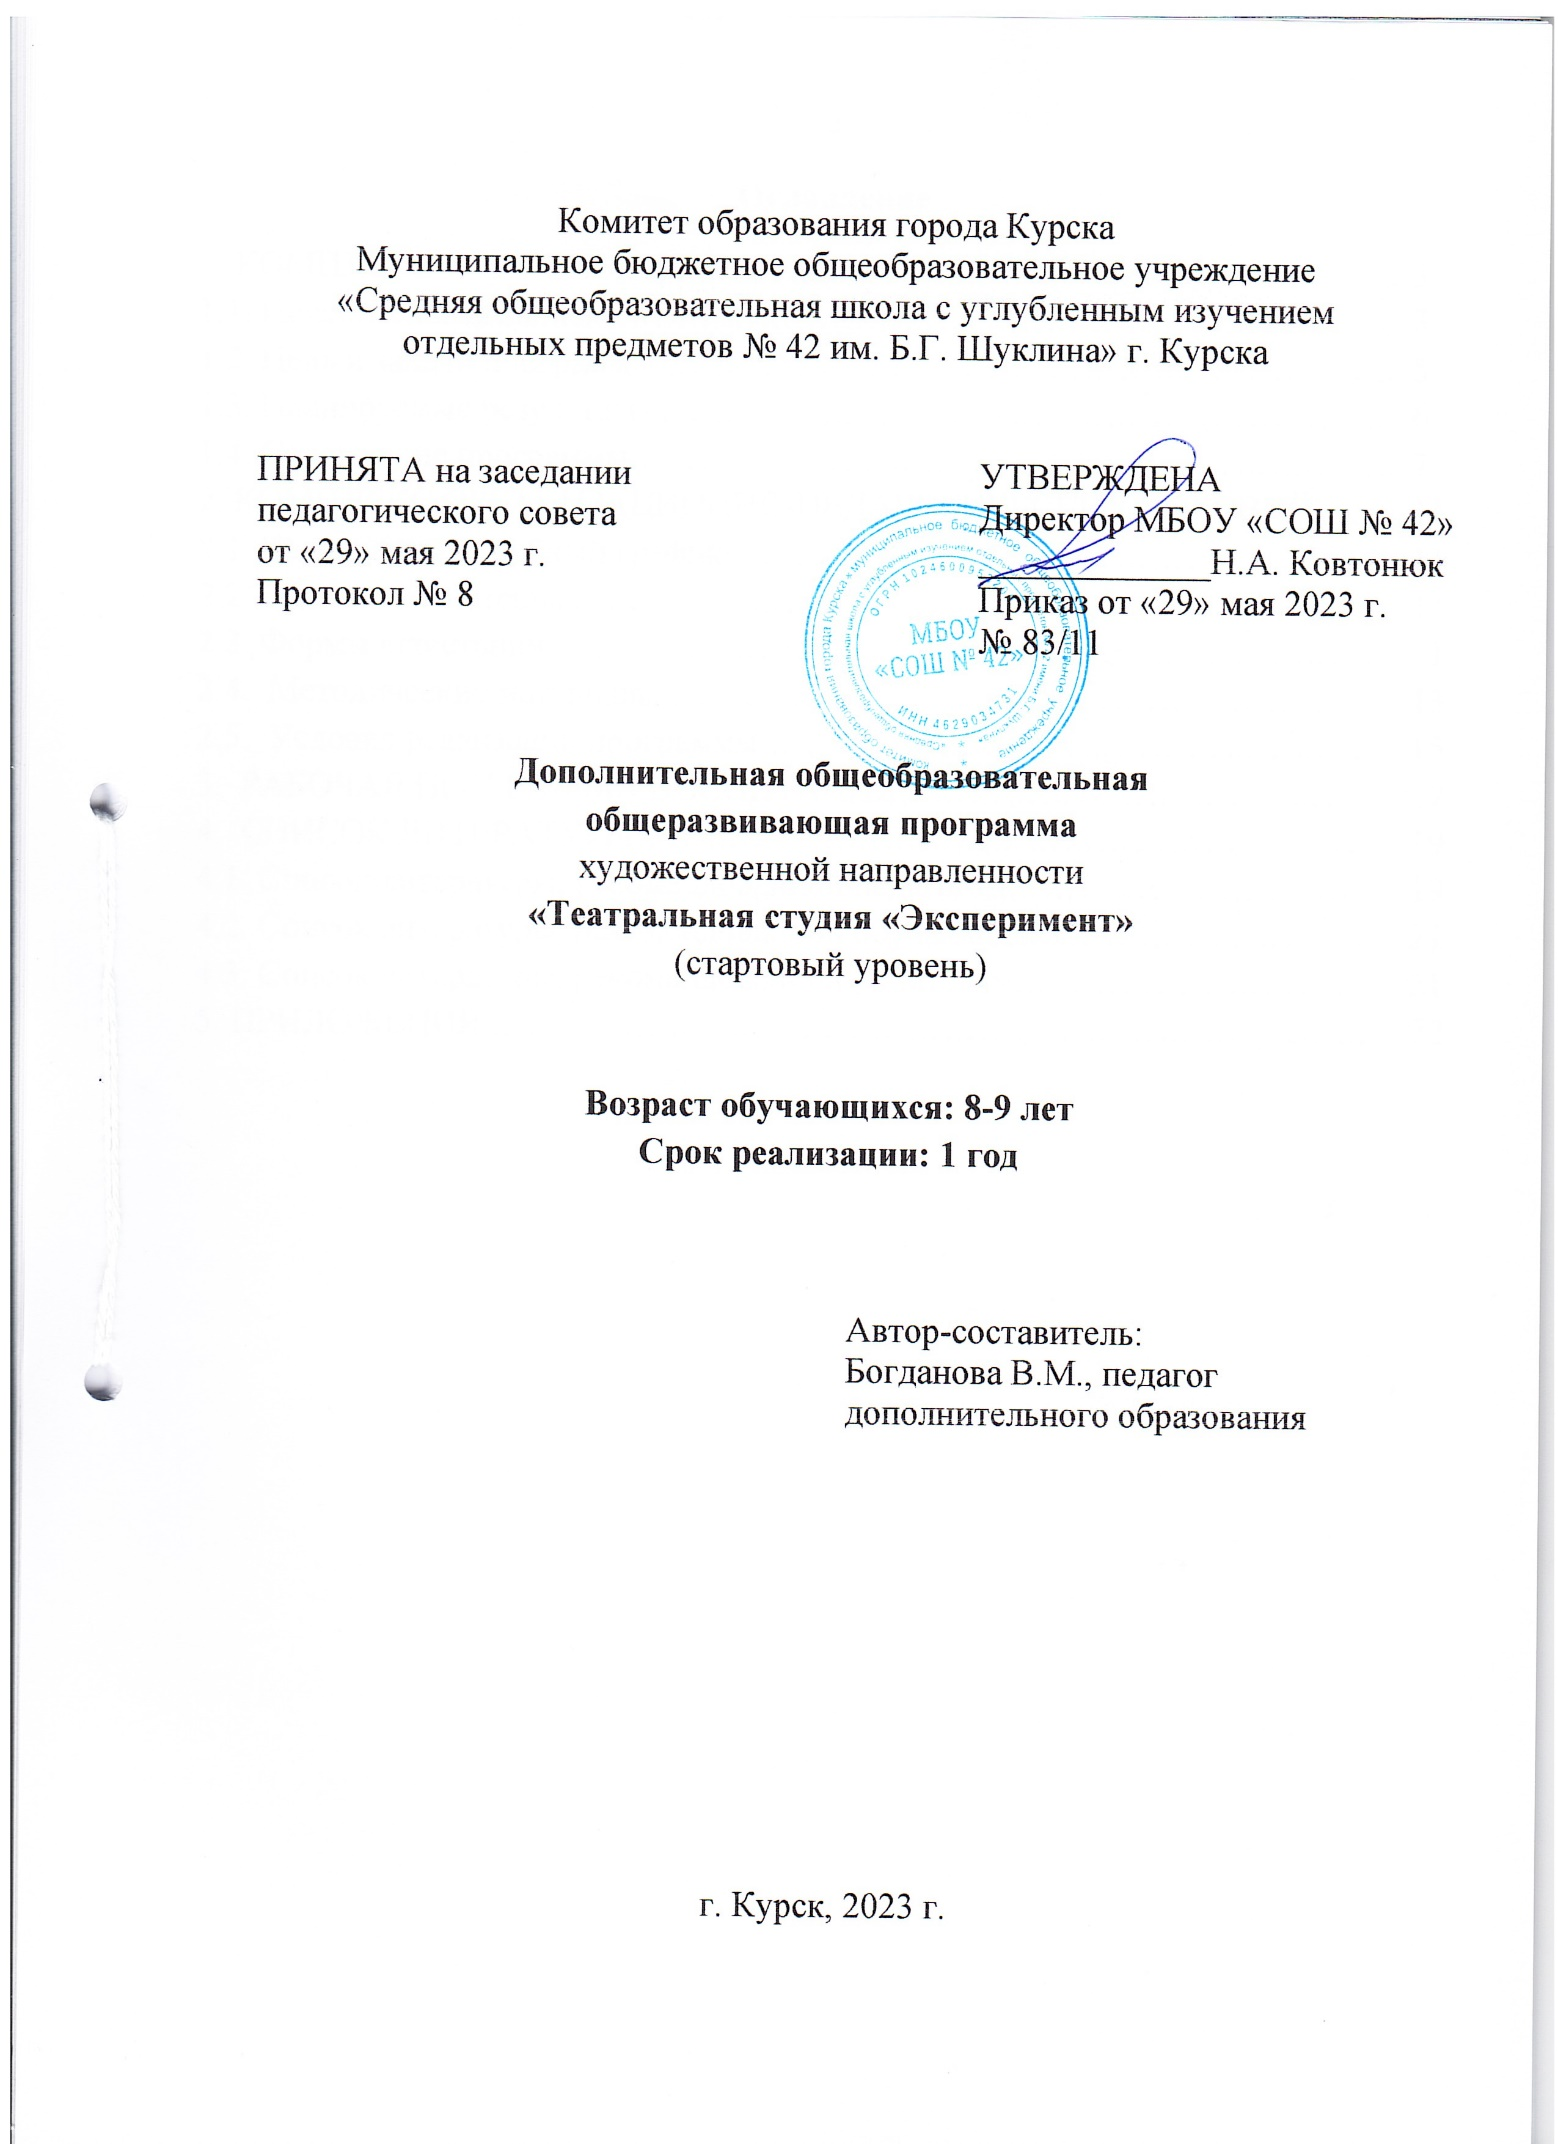 Комитет образования города Курска
Муниципальное бюджетное общеобразовательное учреждение
«Средняя общеобразовательная школа с углубленным изучением
отдельных предметов № 42 им. Б.Г. Шуклина» г. Курска
ПРИНЯТА на заседании
педагогического совета
от «29» мая 2023 г.
Протокол № 8
УТВЕРЖДЕНА
Директор МБОУ «СОШ № 42»
______________Н.А. Ковтонюк
Приказ от «29» мая 2023 г.
№ 83/11
МБОУ
«СОШ № 42»
ИНН 4629034731
Дополнительная общеобразовательная
общеразвивающая программа
художественной направленности
«Театральная студия «Эксперимент»
(стартовый уровень)
Возраст обучающихся: 8-9 лет
Срок реализации: 1 год
Автор-составитель:
Богданова В.М., педагог
дополнительного образования
г. Курск, 2023 г.